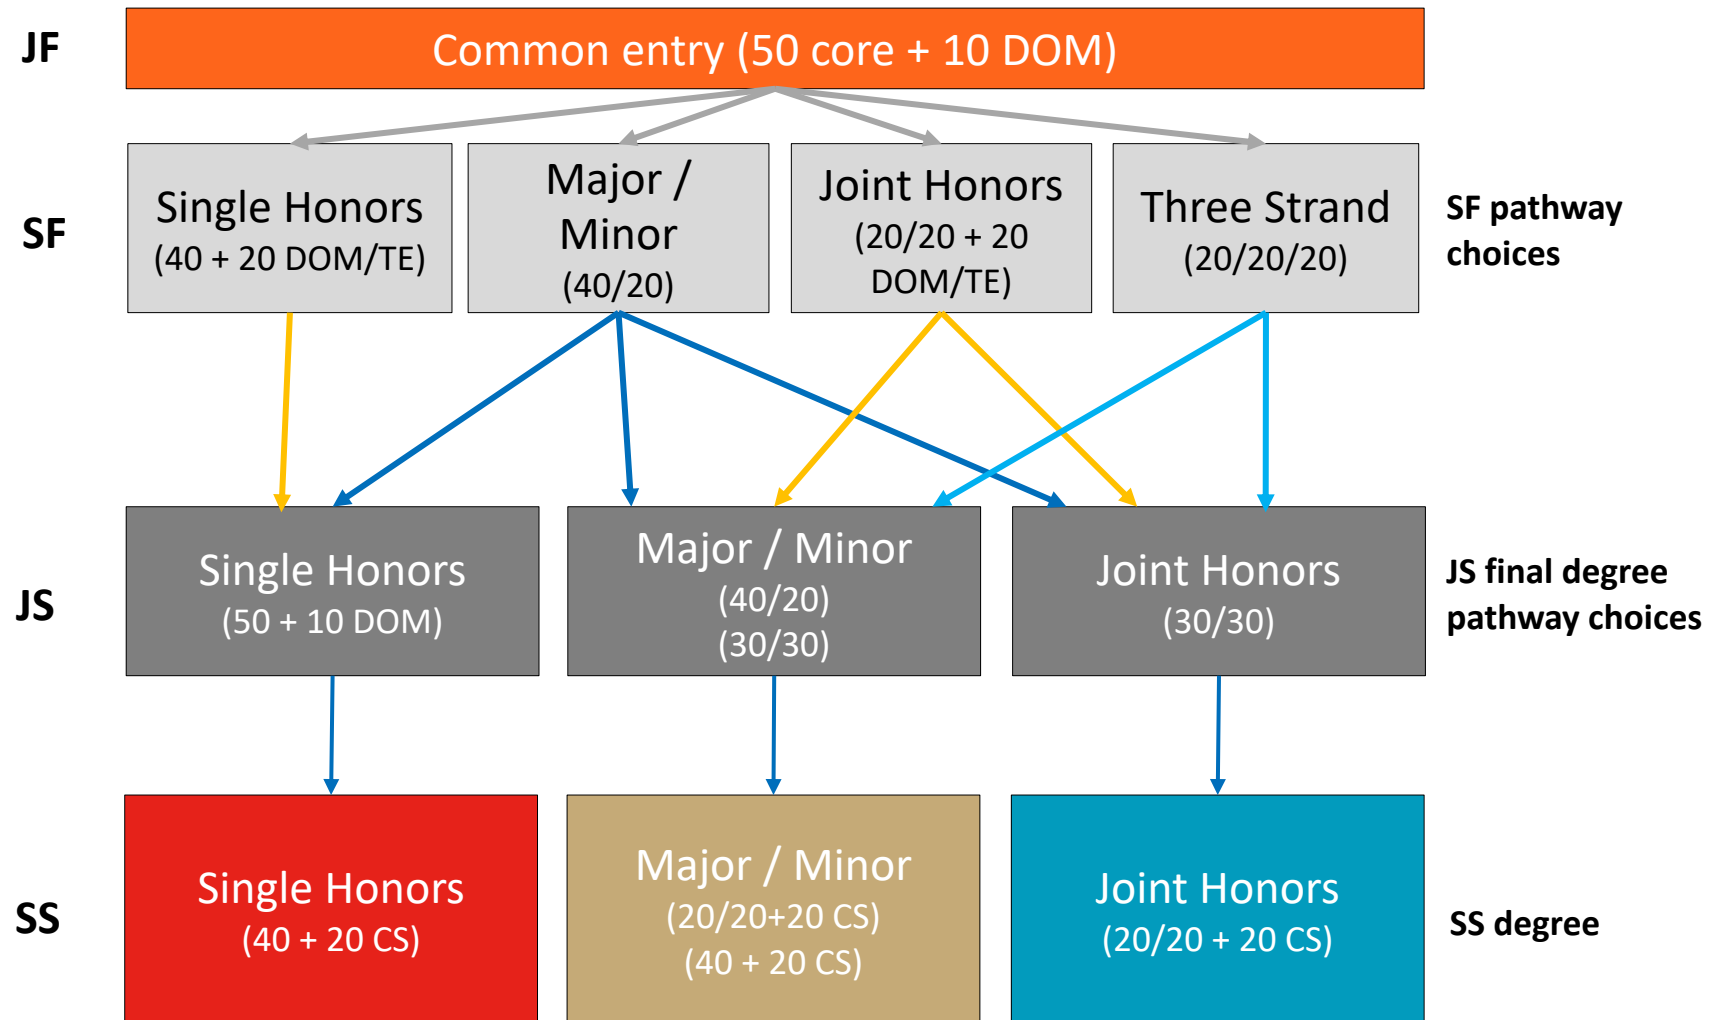 JF
Common entry (50 core + 10 DOM)
SF
Single Honors
(40 + 20 DOM/TE)
Major /
Minor
(40/20)
Joint Honors
(20/20 + 20
DOM/TE)
Three Strand
(20/20/20)
SF pathway
choices
JS
Single Honors
(50 + 10 DOM)
Major / Minor
(40/20)
(30/30)
Joint Honors
(30/30)
JS final degree
pathway choices
SS
Single Honors
(40 + 20 CS)
Major / Minor
(20/20+20 CS)
(40 + 20 CS)
Joint Honors
(20/20 + 20 CS)
SS degree